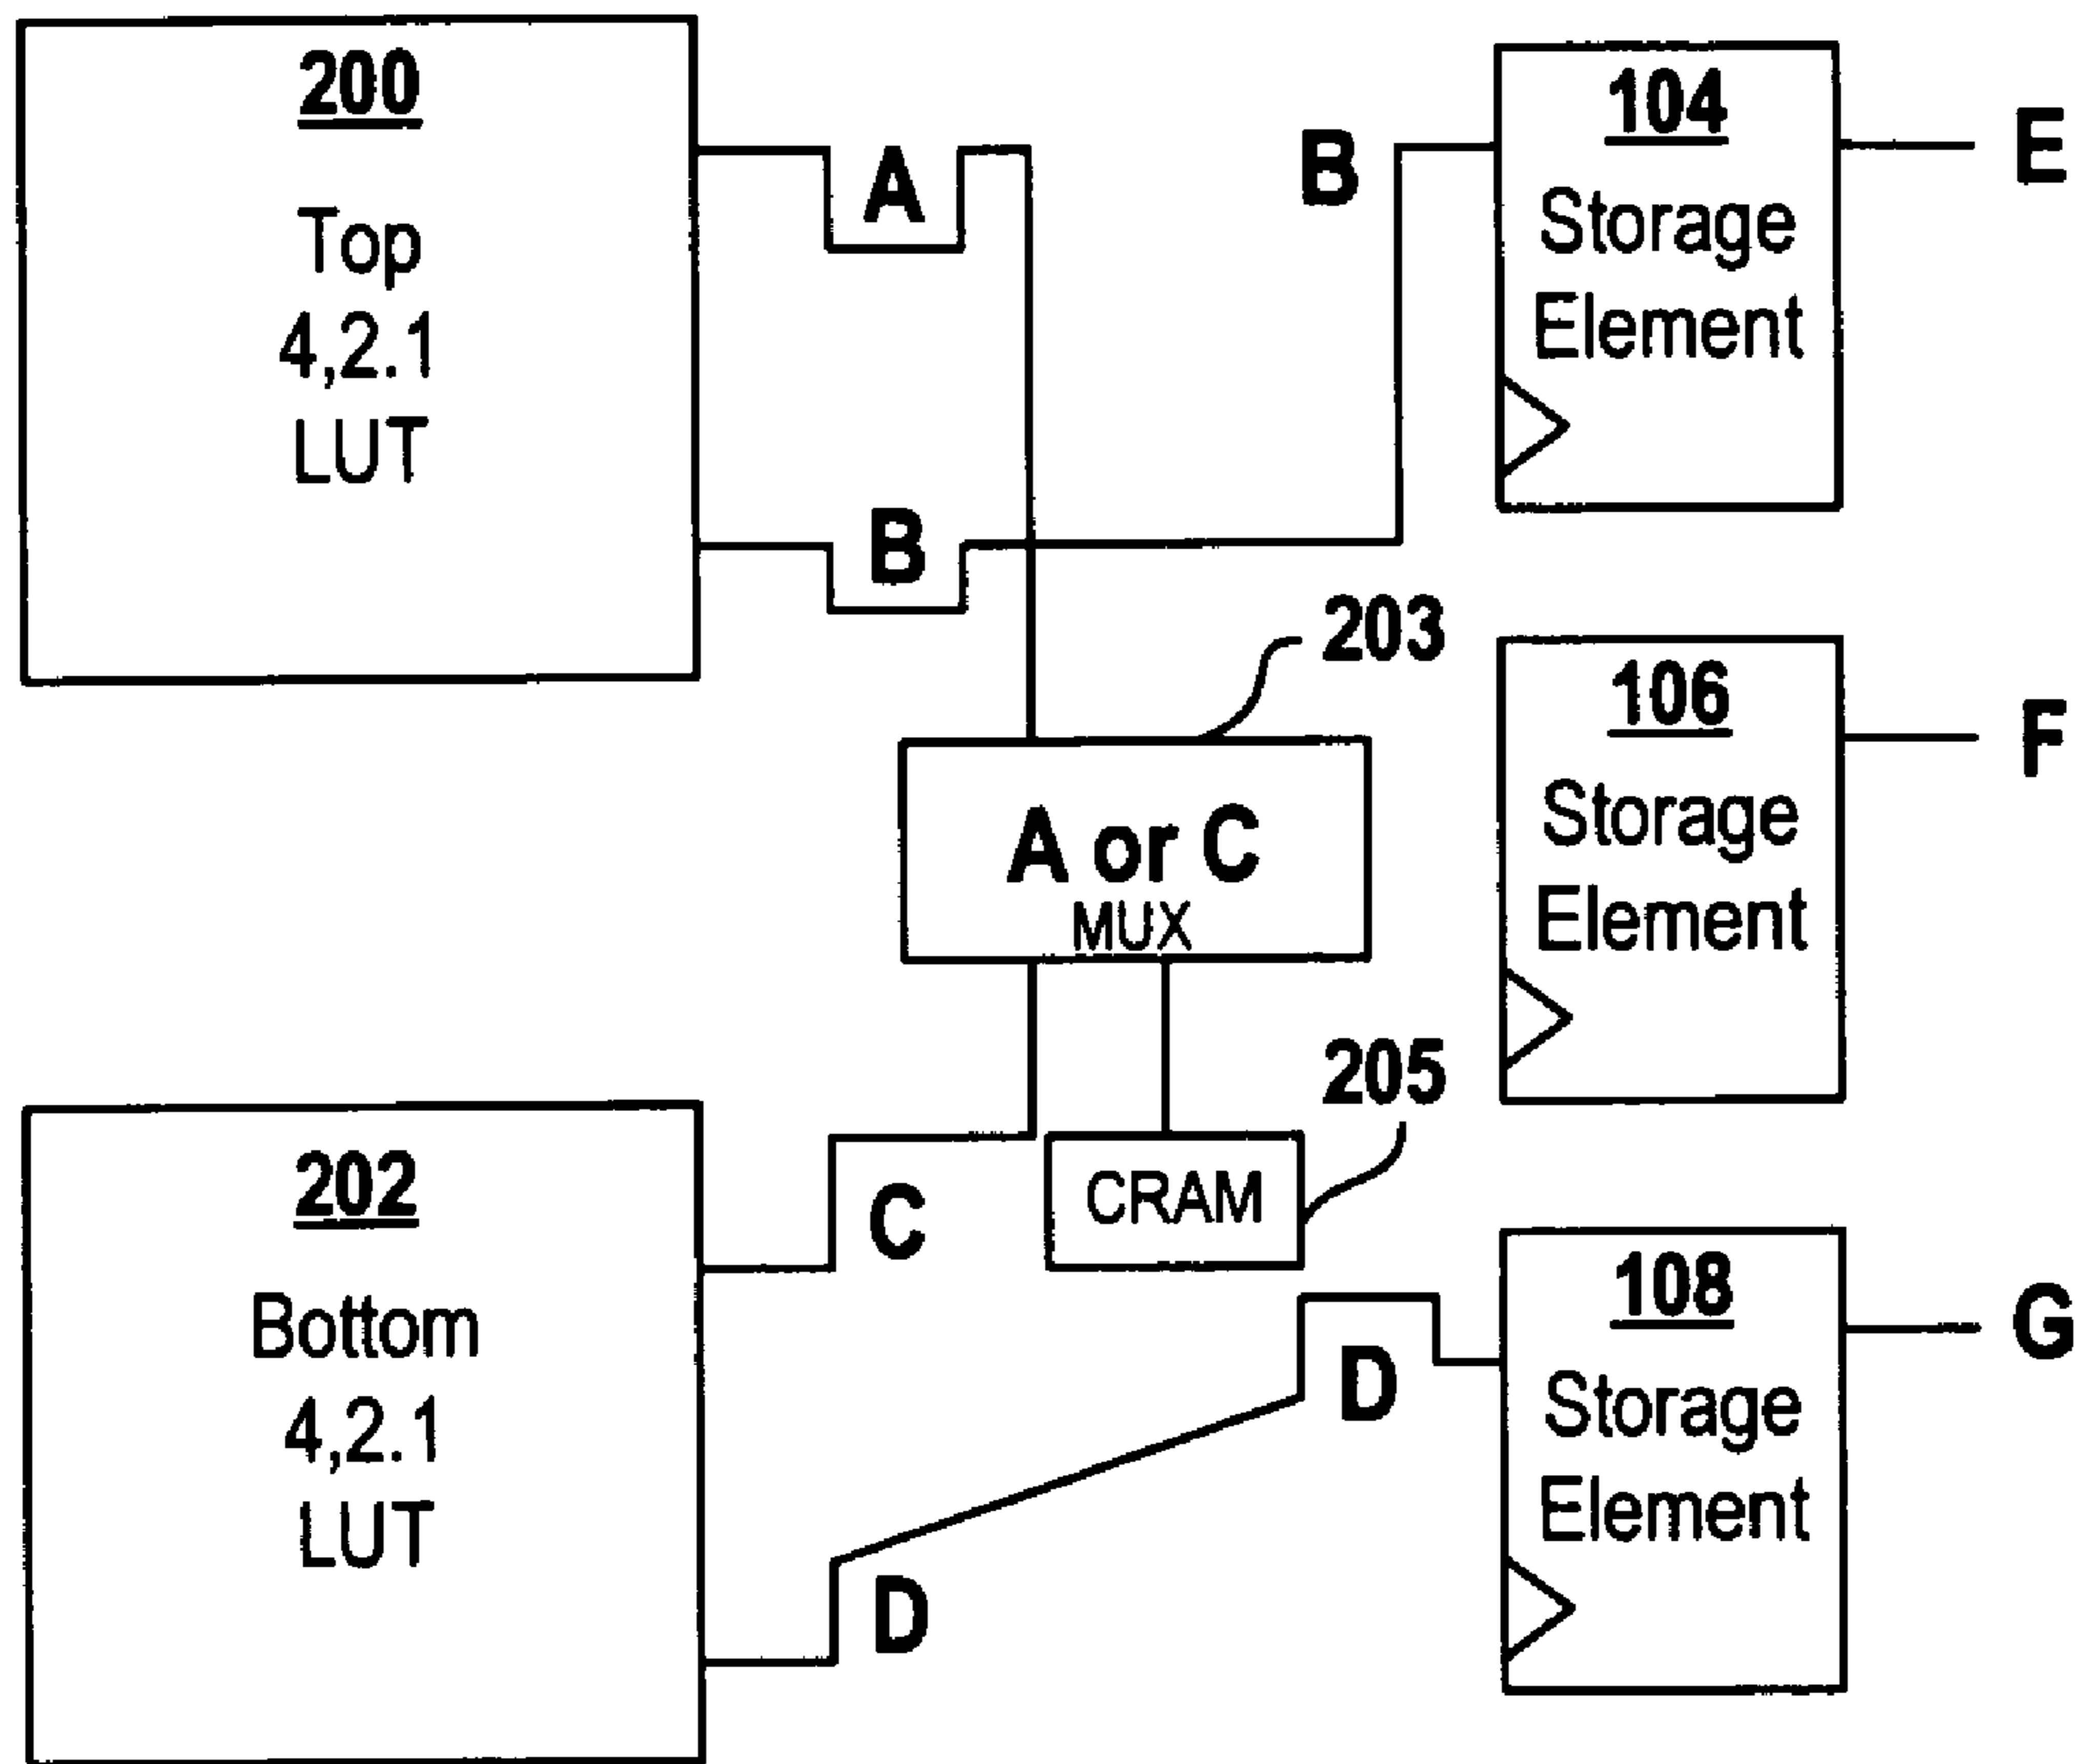 200
Top
4,2.1
LUT
A
B
B
104
Storage
Element
E
203
A or C
MUX
106
Storage
Element
F
205
CRAM
202
Bottom
4,2.1
LUT
C
D
D
108
Storage
Element
G